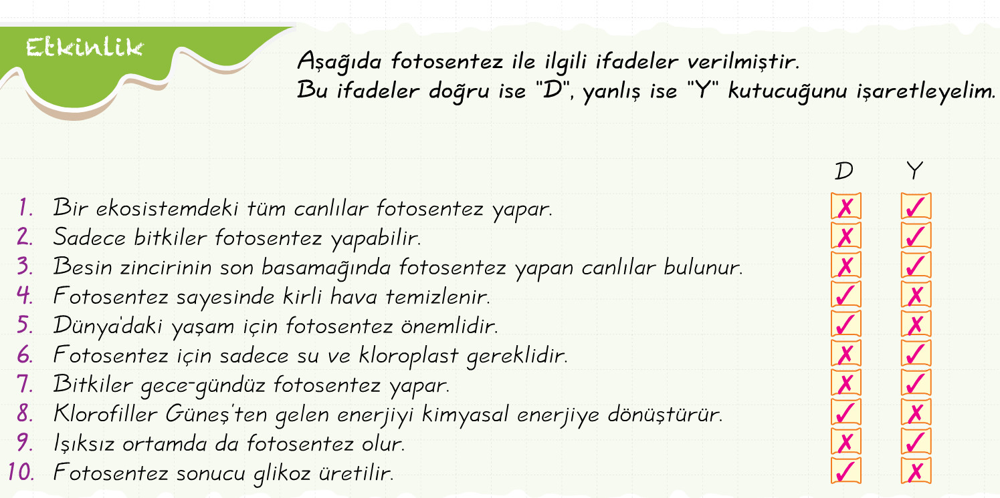 Etkinlik
Aşağıda fotosentez ile ilgili ifadeler verilmiştir.
Bu ifadeler doğru ise "D", yanlış ise "Y" kutucuğunu işaretleyelim.
D Y
1. Bir ekosistemdeki tüm canlılar fotosentez yapar. ✗ ✓
2. Sadece bitkiler fotosentez yapabilir. ✗ ✓
3. Besin zincirinin son basamağında fotosentez yapan canlılar bulunur. ✗ ✓
4. Fotosentez sayesinde kirli hava temizlenir. ✓ ✗
5. Dünya'daki yaşam için fotosentez önemlidir. ✓ ✗
6. Fotosentez için sadece su ve kloroplast gereklidir. ✗ ✓
7. Bitkiler gece-gündüz fotosentez yapar. ✗ ✓
8. Klorofiller Güneş'ten gelen enerjiyi kimyasal enerjiye dönüştürür. ✓ ✗
9. Işıksız ortamda da fotosentez olur. ✗ ✓
10. Fotosentez sonucu glikoz üretilir. ✓ ✗